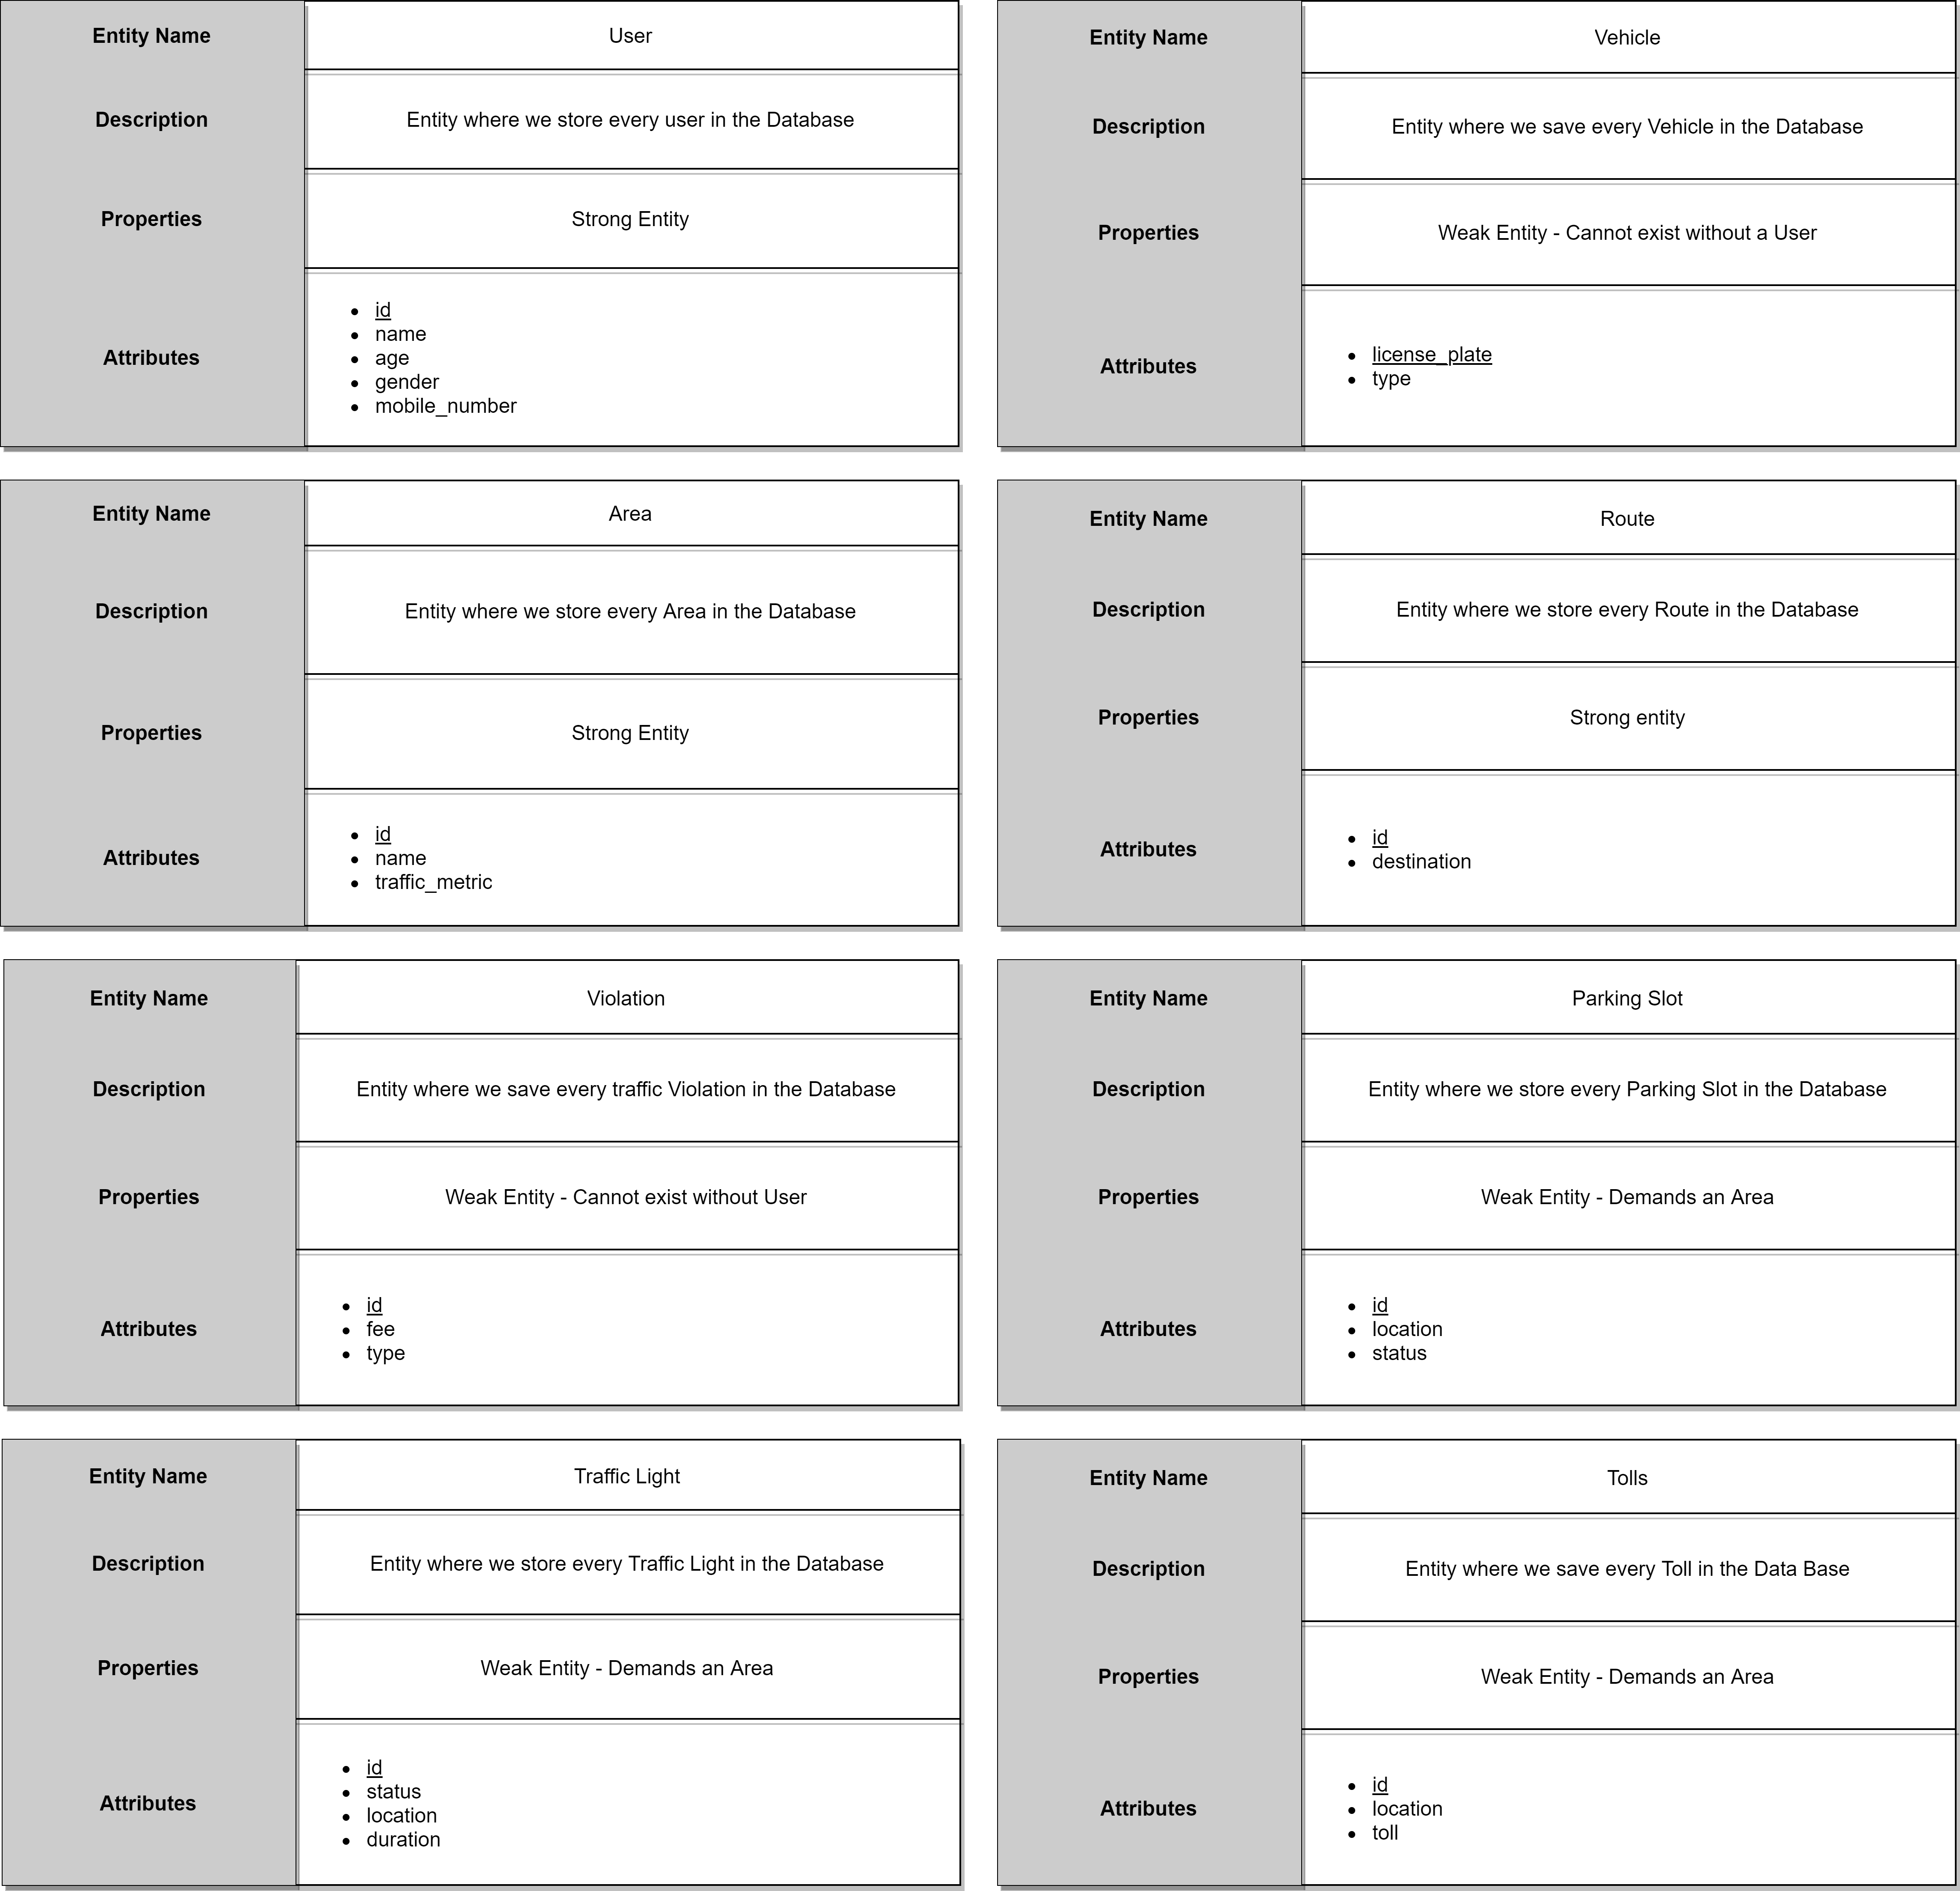 Entity Name
User
Description
Entity where we store every user in the Database
Properties
Strong Entity
Attributes
id
name
age
gender
mobile_number
Entity Name
Vehicle
Description
Entity where we save every Vehicle in the Database
Properties
Weak Entity - Cannot exist without a User
Attributes
license_plate
type
Entity Name
Area
Description
Entity where we store every Area in the Database
Properties
Strong Entity
Attributes
id
name
traffic_metric
Entity Name
Route
Description
Entity where we store every Route in the Database
Properties
Strong entity
Attributes
id
destination
Entity Name
Violation
Description
Entity where we save every traffic Violation in the Database
Properties
Weak Entity - Cannot exist without User
Attributes
id
fee
type
Entity Name
Parking Slot
Description
Entity where we store every Parking Slot in the Database
Properties
Weak Entity - Demands an Area
Attributes
id
location
status
Entity Name
Traffic Light
Description
Entity where we store every Traffic Light in the Database
Properties
Weak Entity - Demands an Area
Attributes
id
status
location
duration
Entity Name
Tolls
Description
Entity where we save every Toll in the Data Base
Properties
Weak Entity - Demands an Area
Attributes
id
location
toll